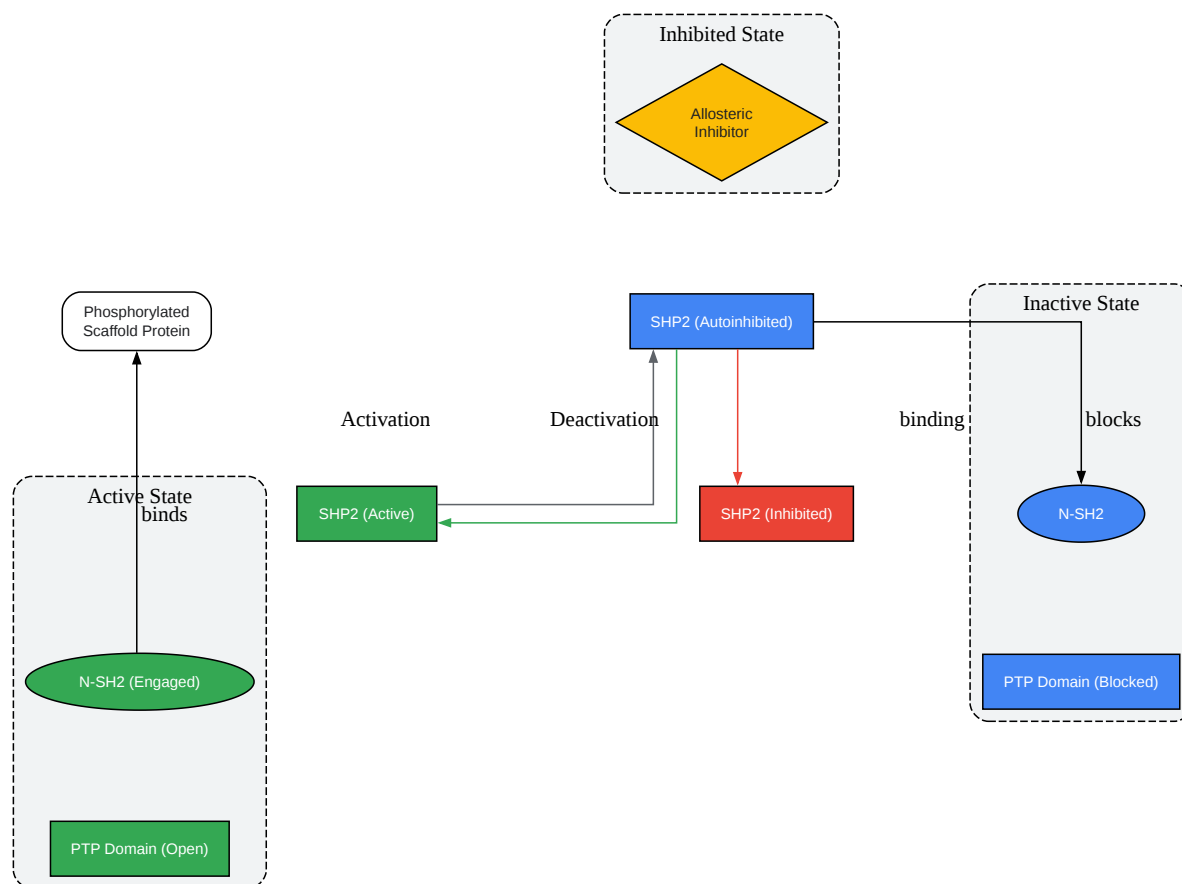 Inhibited State
Allosteric
Inhibitor
Phosphorylated
Scaffold Protein
SHP2 (Autoinhibited)
Inactive State
Activation
Deactivation
binding
blocks
Active State
binds
SHP2 (Active)
SHP2 (Inhibited)
N-SH2
N-SH2 (Engaged)
PTP Domain (Blocked)
PTP Domain (Open)